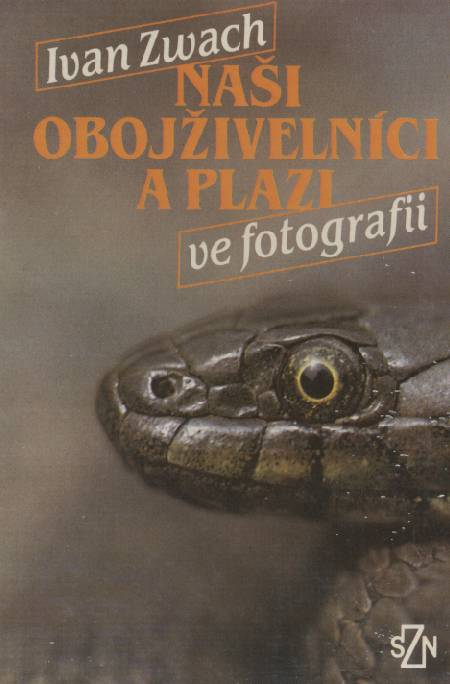 Ivan Zwach
NAŠI
OBOJŽIVELNÍCI
A PLAZI
ve fotografii
SZN